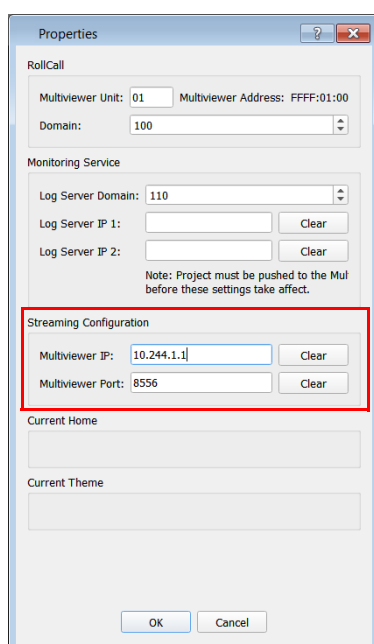 Properties
?
RollCall
Multiviewer Unit: 01 Multiviewer Address: FFFF:01:00
Domain: 100
Monitoring Service
Log Server Domain: 110
Log Server IP 1: Clear
Log Server IP 2: Clear
Note: Project must be pushed to the Mul
before these settings take affect.
Streaming Configuration
Multiviewer IP: 10.244.1.1 Clear
Multiviewer Port: 8556 Clear
Current Home
Current Theme
OK Cancel